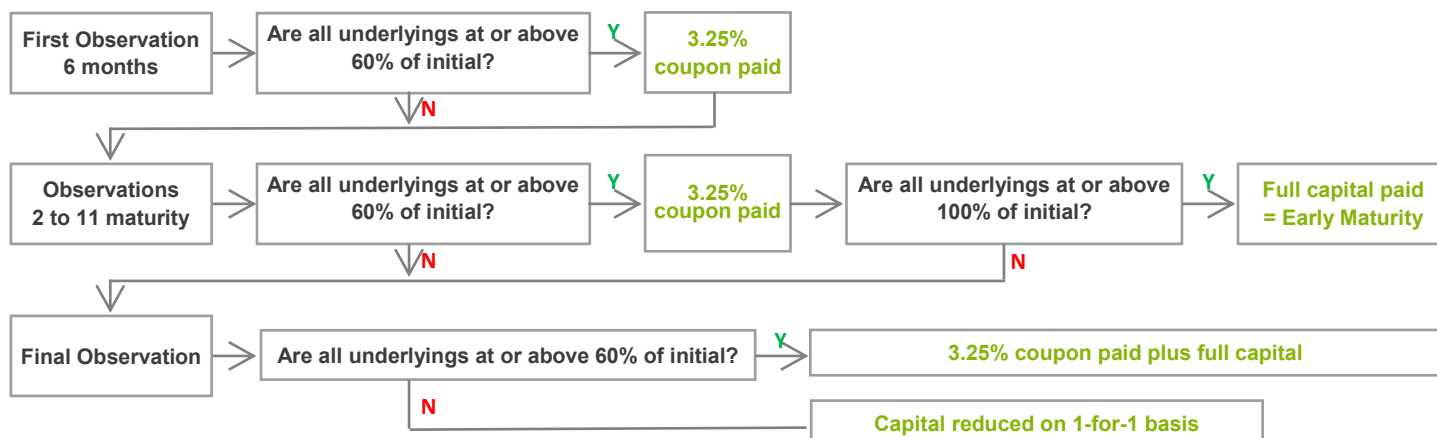 First Observation
6 months
Are all underlyings at or above
60% of initial?
Y
3.25%
coupon paid
N
Observations
2 to 11 maturity
Are all underlyings at or above
60% of initial?
Y
3.25%
coupon paid
Are all underlyings at or above
100% of initial?
Y
Full capital paid
= Early Maturity
N
N
Final Observation
Are all underlyings at or above 60% of initial?
Y
3.25% coupon paid plus full capital
N
Capital reduced on 1-for-1 basis